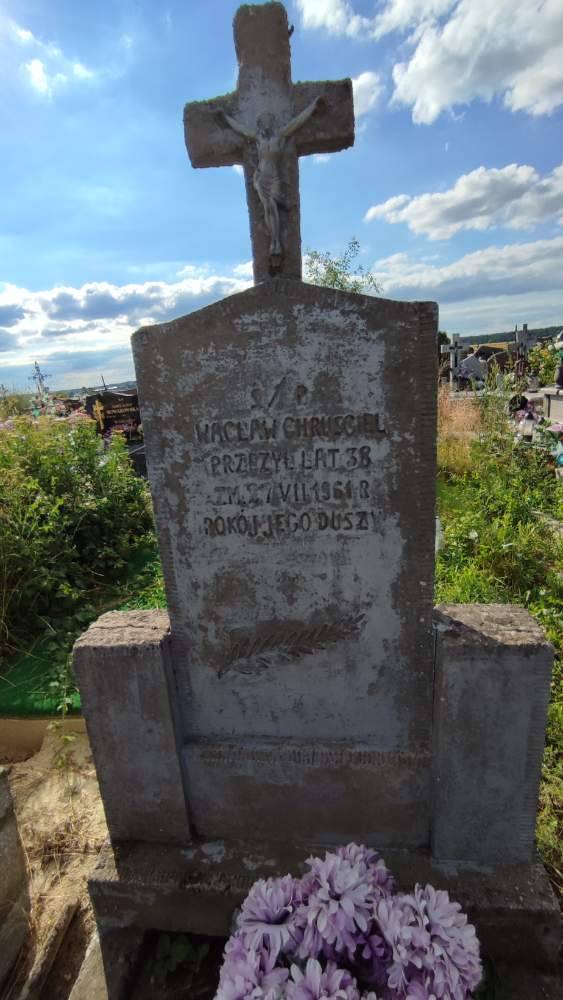 Ś / P
WACŁAW CHRUŚCIEL
PRZEŻYŁ LAT 38
ZM. 27 VII 1961 R
POKÓJ JEGO DUSZY